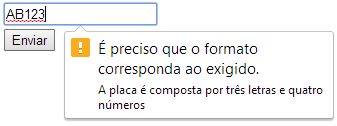 AB123
Enviar
É preciso que o formato
corresponda ao exigido.
A placa é composta por três letras e quatro
números